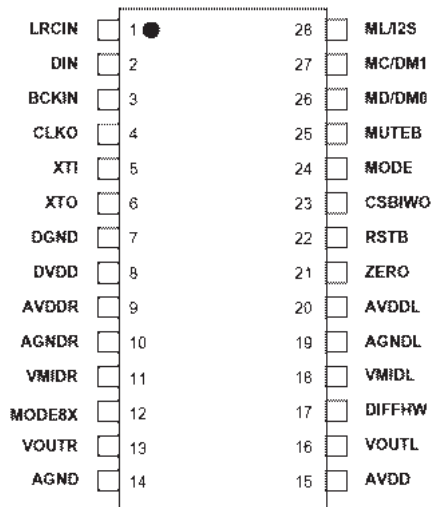 LRCIN 1 28 ML/I2S
DIN 2 27 MC/DM1
BCKIN 3 26 MD/DM0
CLKO 4 25 MUTEB
XTI 5 24 MODE
XTO 6 23 CSBIWO
DGND 7 22 RSTB
DVDD 8 21 ZERO
AVDDR 9 20 AVDDL
AGNDR 10 19 AGNDL
VMIDR 11 18 VMIDL
MODE8X 12 17 DIFFHW
VOUTR 13 16 VOUTL
AGND 14 15 AVDD